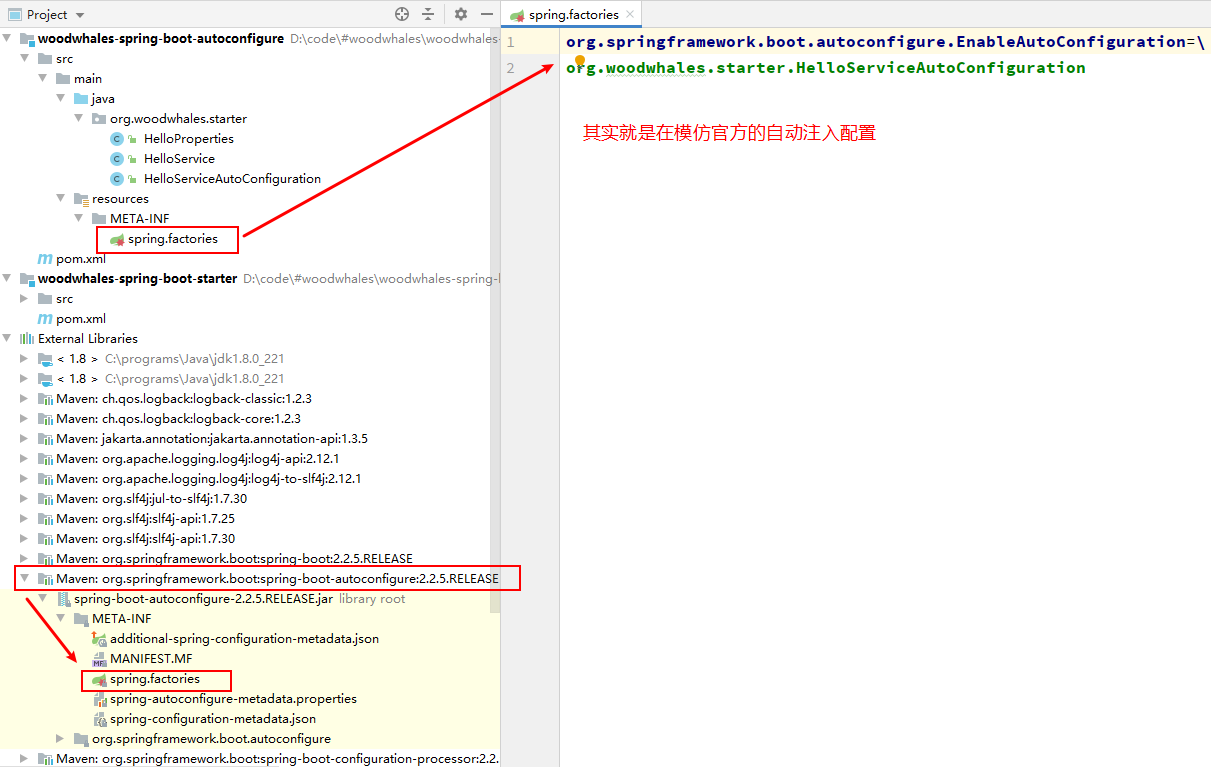 Project
woodwhales-spring-boot-autoconfigure D:\code\#woodwhales\woodwhales-
src
main
java
org.woodwhales.starter
C HelloProperties
C HelloService
C HelloServiceAutoConfiguration
resources
META-INF
spring.factories
m pom.xml
woodwhales-spring-boot-starter D:\code\#woodwhales\woodwhales-spring-
src
m pom.xml
External Libraries
< 1.8 > C:\programs\Java\jdk1.8.0_221
< 1.8 > C:\programs\Java\jdk1.8.0_221
Maven: ch.qos.logback:logback-classic:1.2.3
Maven: ch.qos.logback:logback-core:1.2.3
Maven: jakarta.annotation:jakarta.annotation-api:1.3.5
Maven: org.apache.logging.log4j:log4j-api:2.12.1
Maven: org.apache.logging.log4j:log4j-to-slf4j:2.12.1
Maven: org.slf4j:jul-to-slf4j:1.7.30
Maven: org.slf4j:slf4j-api:1.7.25
Maven: org.slf4j:slf4j-api:1.7.30
Maven: org.springframework.boot:spring-boot:2.2.5.RELEASE
Maven: org.springframework.boot:spring-boot-autoconfigure:2.2.5.RELEASE
spring-boot-autoconfigure-2.2.5.RELEASE.jar library root
META-INF
additional-spring-configuration-metadata.json
MF MANIFEST.MF
spring.factories
spring-autoconfigure-metadata.properties
spring-configuration-metadata.json
org.springframework.boot.autoconfigure
Maven: org.springframework.boot:spring-boot-configuration-processor:2.2.
spring.factories
1 org.springframework.boot.autoconfigure.EnableAutoConfiguration=\
2 org.woodwhales.starter.HelloServiceAutoConfiguration
其实就是在模仿官方的自动注入配置